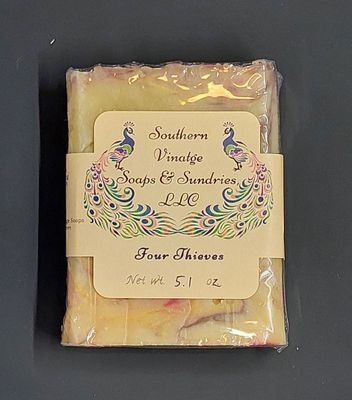 Southern
Vinatge
Soaps & Sundries
LLC
Four Thieves
Net wt. 5.1 oz